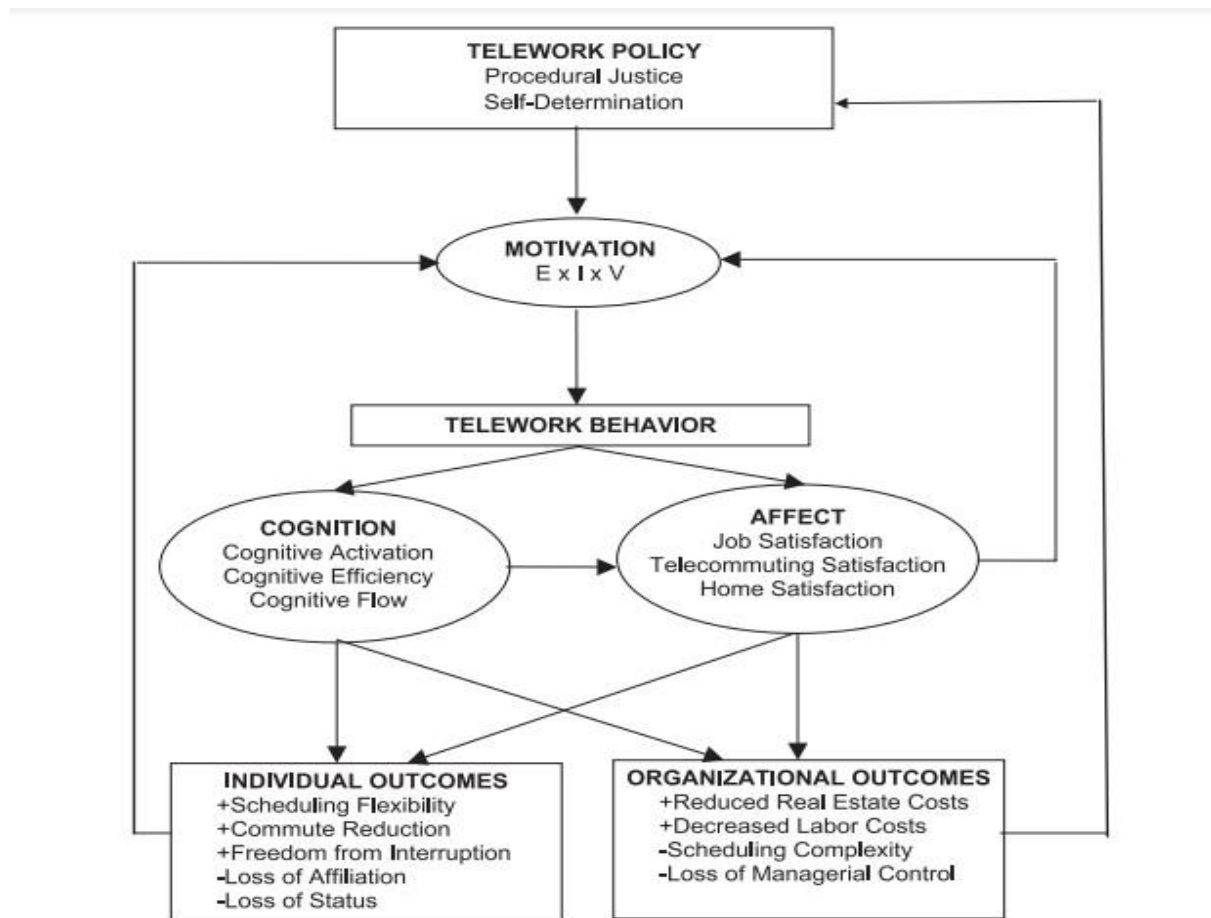 TELEWORK POLICY
Procedural Justice
Self-Determination
MOTIVATION
E x I x V
TELEWORK BEHAVIOR
COGNITION
Cognitive Activation
Cognitive Efficiency
Cognitive Flow
AFFECT
Job Satisfaction
Telecommuting Satisfaction
Home Satisfaction
INDIVIDUAL OUTCOMES
+Scheduling Flexibility
+Commute Reduction
+Freedom from Interruption
-Loss of Affiliation
-Loss of Status
ORGANIZATIONAL OUTCOMES
+Reduced Real Estate Costs
+Decreased Labor Costs
-Scheduling Complexity
-Loss of Managerial Control